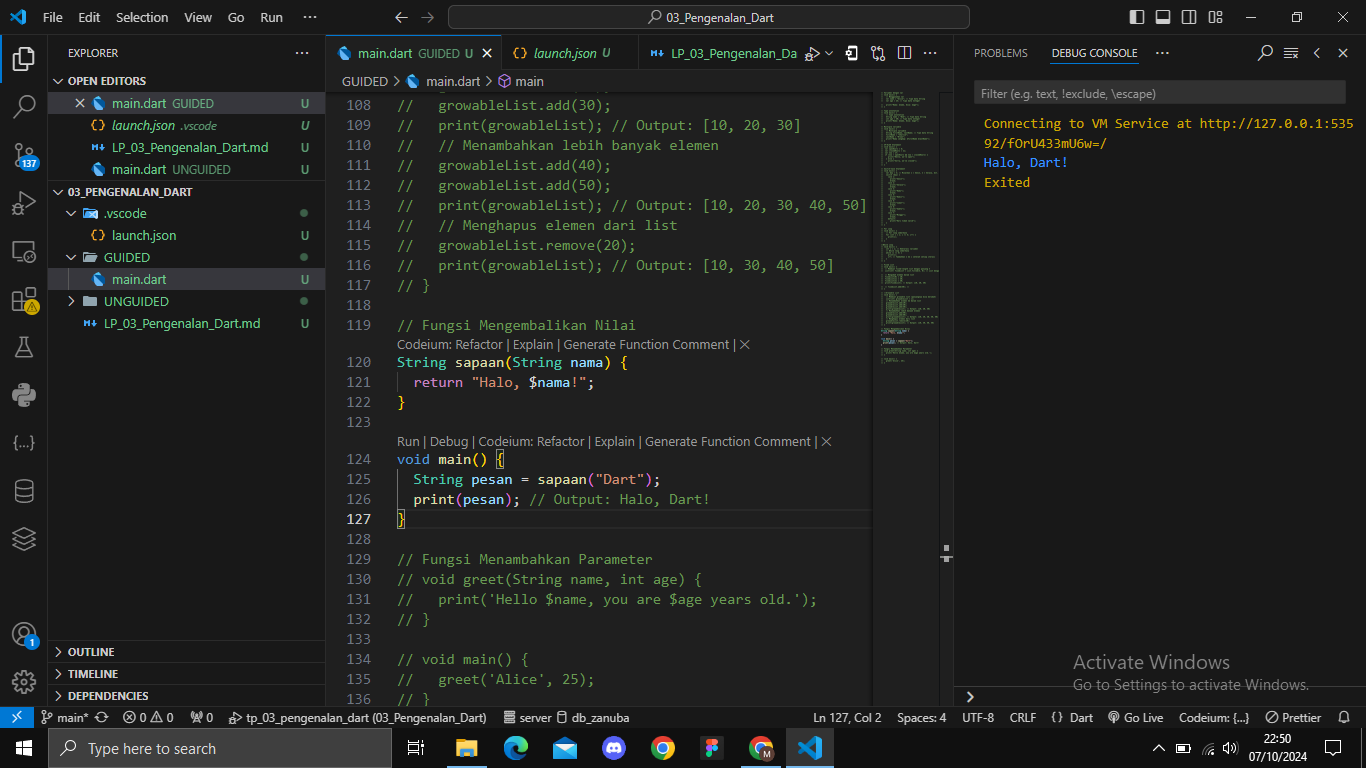 File Edit Selection View Go Run ··· 03_Pengenalan_Dart
EXPLORER
OPEN EDITORS
main.dart GUIDED U
launch.json .vscode U
LP_03_Pengenalan_Dart.md U
main.dart UNGUIDED U
03_PENGENALAN_DART
.vscode
launch.json U
GUIDED
main.dart U
UNGUIDED
LP_03_Pengenalan_Dart.md U
OUTLINE
TIMELINE
DEPENDENCIES
137
1
main.dart GUIDED U
launch.json U
LP_03_Pengenalan_Da
GUIDED > main.dart > main
108 //   growableList.add(30);
109 //   print(growableList); // Output: [10, 20, 30]
110 //   // Menambahkan lebih banyak elemen
111 //   growableList.add(40);
112 //   growableList.add(50);
113 //   print(growableList); // Output: [10, 20, 30, 40, 50]
114 //   // Menghapus elemen dari list
115 //   growableList.remove(20);
116 //   print(growableList); // Output: [10, 30, 40, 50]
117 // }
118
119 // Fungsi Mengembalikan Nilai
Codeium: Refactor | Explain | Generate Function Comment | ×
120 String sapaan(String nama) {
121   return "Halo, $nama!";
122 }
123
Run | Debug | Codeium: Refactor | Explain | Generate Function Comment | ×
124 void main() {
125   String pesan = sapaan("Dart");
126   print(pesan); // Output: Halo, Dart!
127 }
128
129 // Fungsi Menambahkan Parameter
130 // void greet(String name, int age) {
131 //   print('Hello $name, you are $age years old.');
132 // }
133
134 // void main() {
135 //   greet('Alice', 25);
136 // }
PROBLEMS DEBUG CONSOLE ···
Filter (e.g. text, !exclude, \escape)
Connecting to VM Service at http://127.0.0.1:535
92/fOrU433mU6w=/
Halo, Dart!
Exited
Activate Windows
Go to Settings to activate Windows.
main* 0 0 0 tp_03_pengenalan_dart (03_Pengenalan_Dart) server db_zanuba Ln 127, Col 2 Spaces: 4 UTF-8 CRLF {} Dart Go Live Codeium: {...} Prettier
Type here to search
M
22:50
07/10/2024